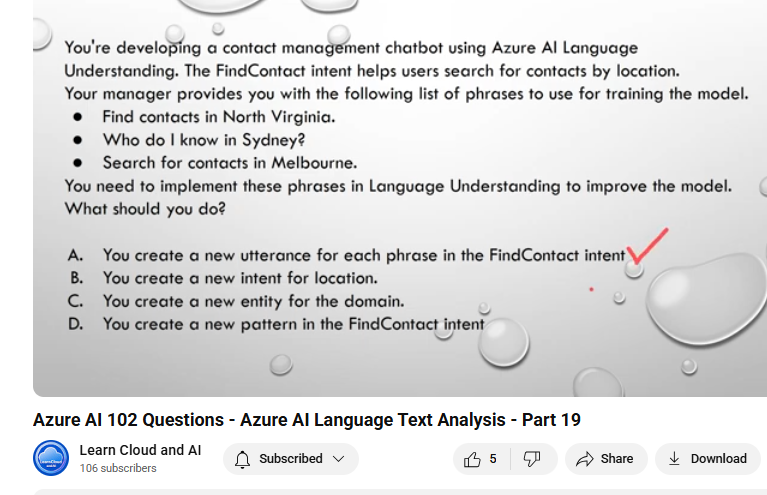 You're developing a contact management chatbot using Azure AI Language
Understanding. The FindContact intent helps users search for contacts by location.
Your manager provides you with the following list of phrases to use for training the model.
• Find contacts in North Virginia.
• Who do I know in Sydney?
• Search for contacts in Melbourne.
You need to implement these phrases in Language Understanding to improve the model.
What should you do?
A. You create a new utterance for each phrase in the FindContact intent
B. You create a new intent for location.
C. You create a new entity for the domain.
D. You create a new pattern in the FindContact intent
Azure AI 102 Questions - Azure AI Language Text Analysis - Part 19
Learn Cloud and AI
106 subscribers
Subscribed
5
Share
Download